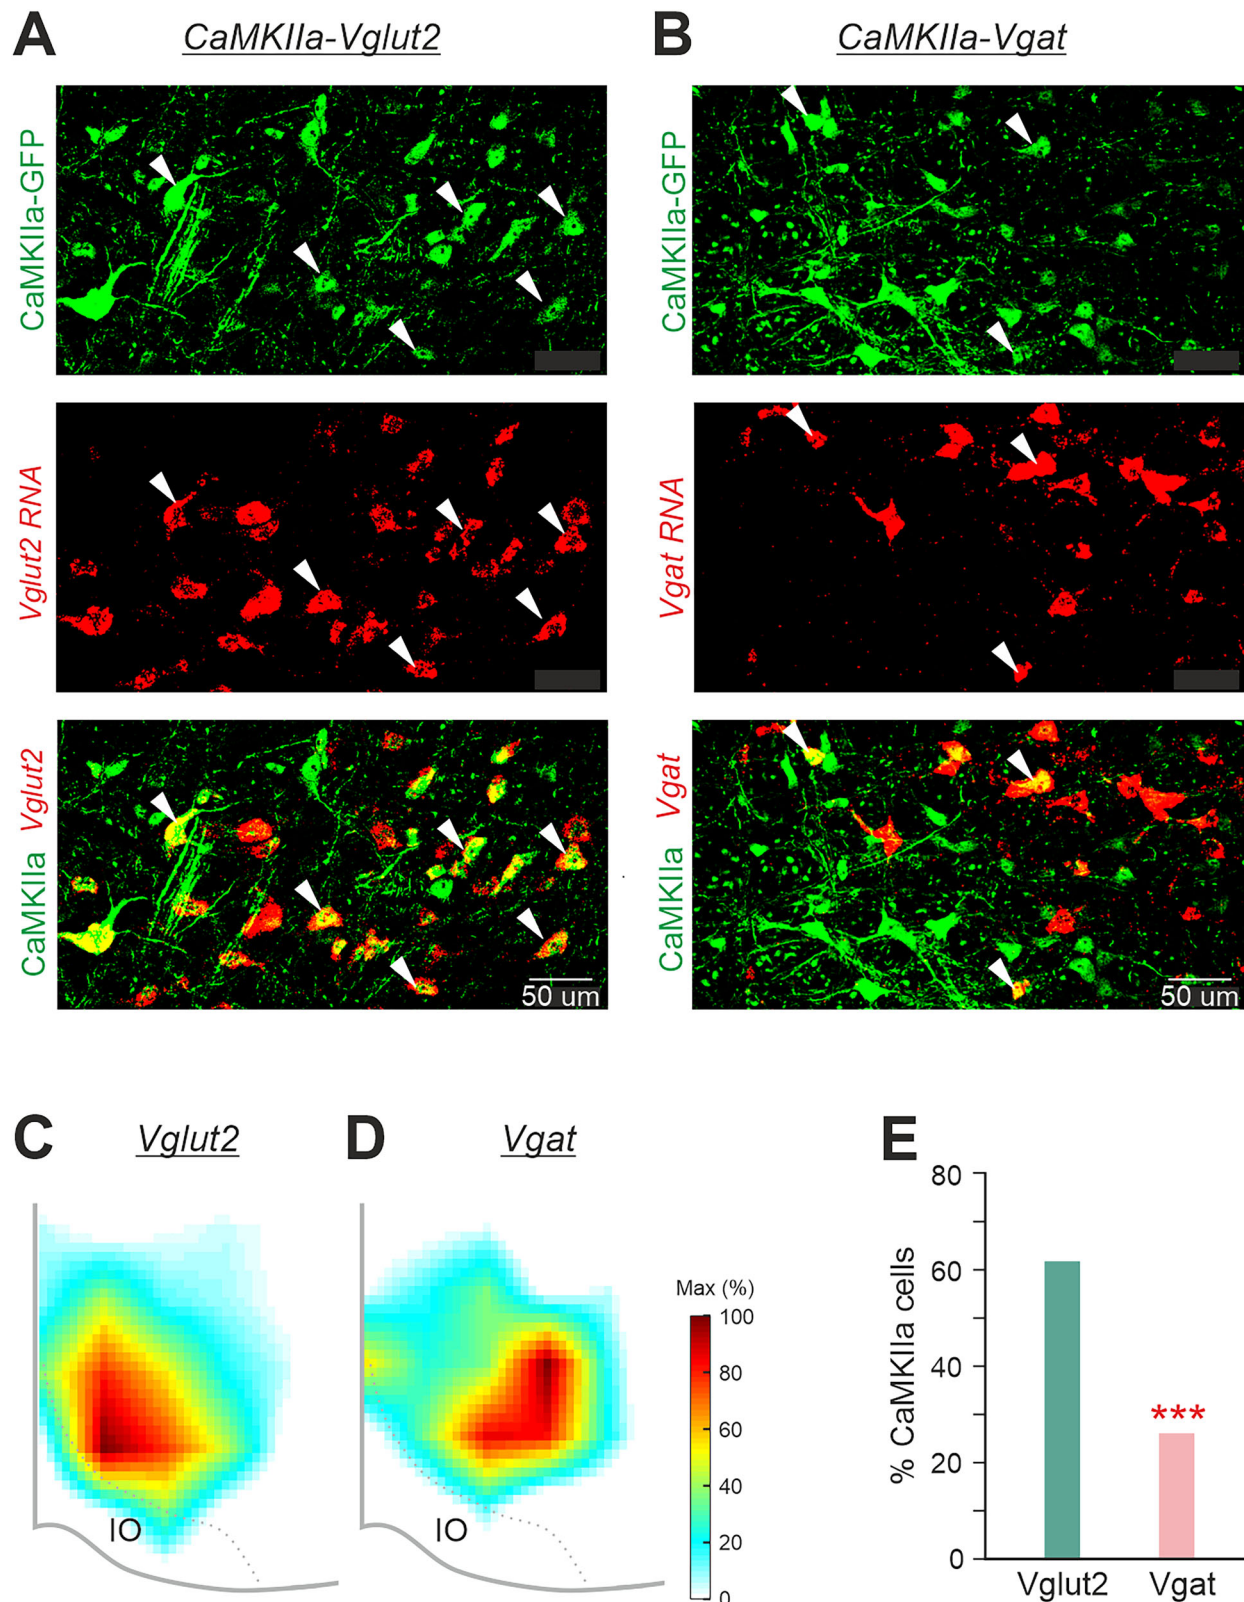 A
CaMKIIa-Vglut2
B
CaMKIIa-Vgat
CaMKIIa-GFP
CaMKIIa-GFP
Vglut2 RNA
Vgat RNA
CaMKIIa Vglut2
50 um
CaMKIIa Vgat
50 um
C
Vglut2
D
Vgat
E
IO
IO
Max (%)
100
80
60
40
20
0
% CaMKIIa cells
80
60
40
20
0
***
Vglut2
Vgat